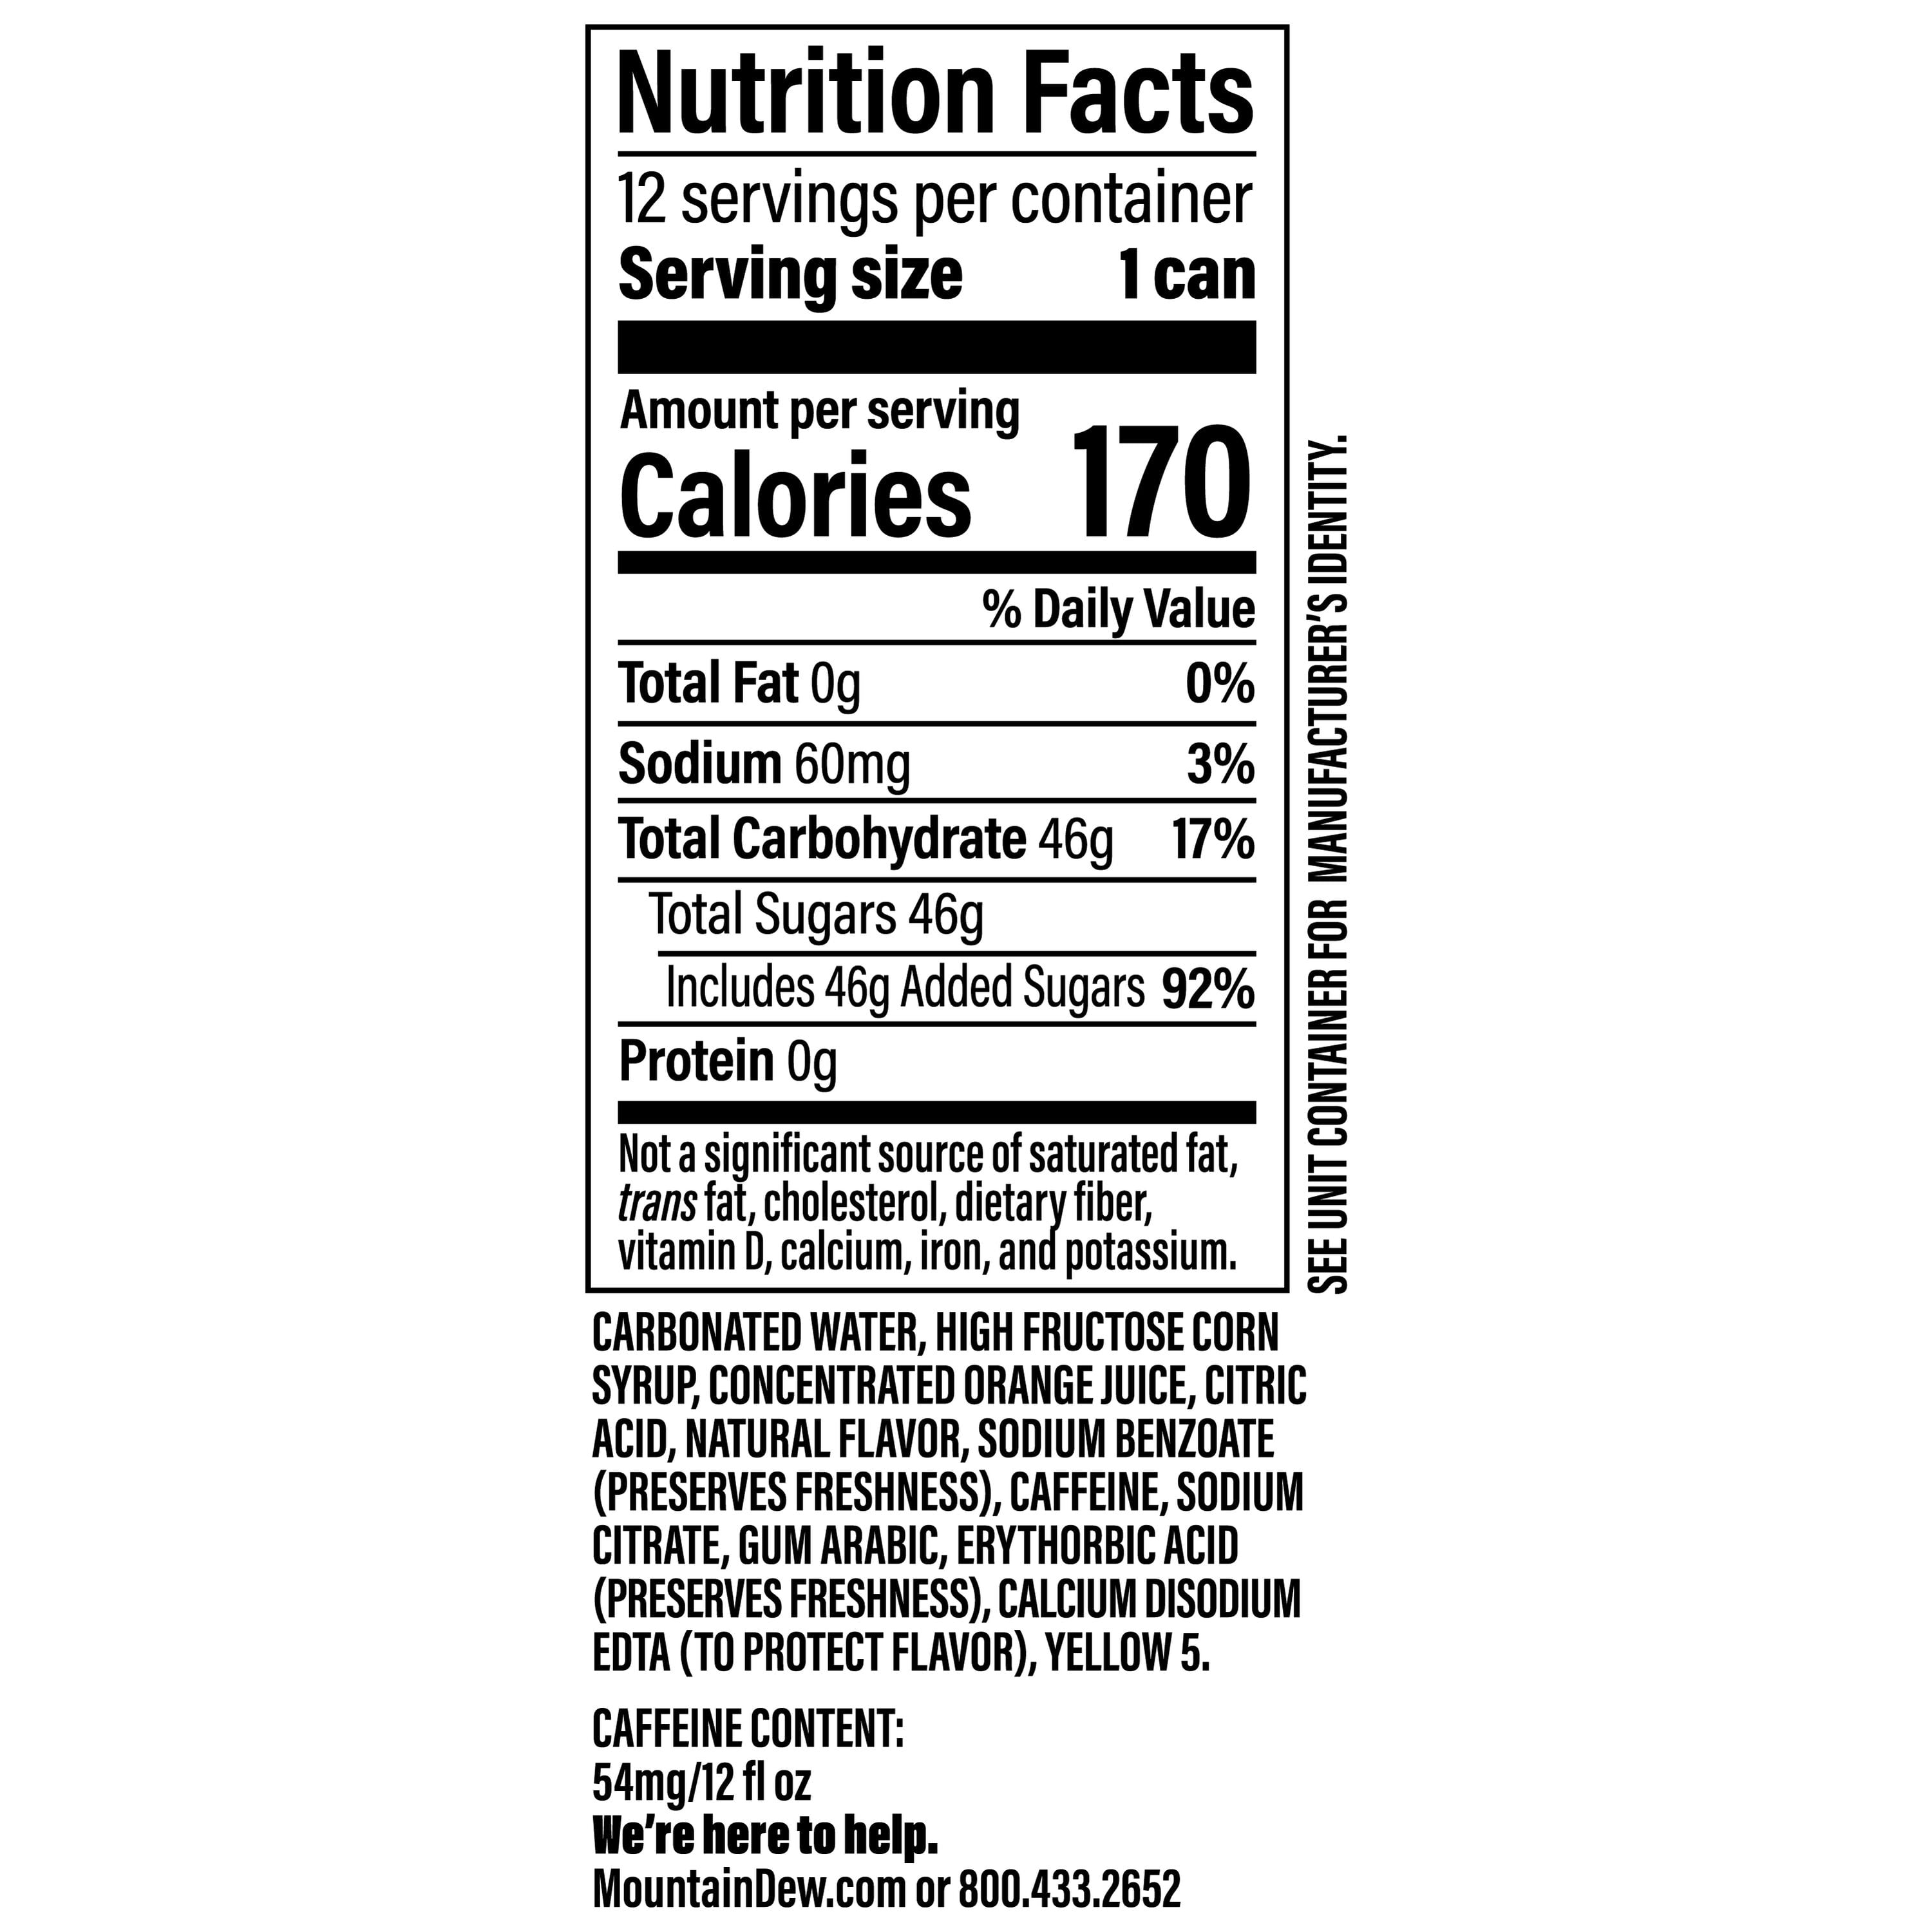 Nutrition Facts
12 servings per container
Serving size 1 can
Amount per serving
Calories 170
% Daily Value
Total Fat 0g 0%
Sodium 60mg 3%
Total Carbohydrate 46g 17%
Total Sugars 46g
Includes 46g Added Sugars 92%
Protein 0g
Not a significant source of saturated fat,
trans fat, cholesterol, dietary fiber,
vitamin D, calcium, iron, and potassium.
SEE UNIT CONTAINER FOR MANUFACTURER'S IDENTITY.
CARBONATED WATER, HIGH FRUCTOSE CORN
SYRUP, CONCENTRATED ORANGE JUICE, CITRIC
ACID, NATURAL FLAVOR, SODIUM BENZOATE
(PRESERVES FRESHNESS), CAFFEINE, SODIUM
CITRATE, GUM ARABIC, ERYTHORBIC ACID
(PRESERVES FRESHNESS), CALCIUM DISODIUM
EDTA (TO PROTECT FLAVOR), YELLOW 5.
CAFFEINE CONTENT:
54mg/12 fl oz
We're here to help.
MountainDew.com or 800.433.2652